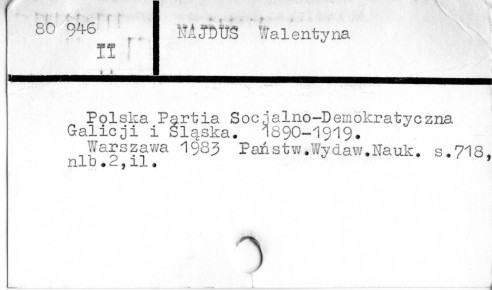 80 946
II
NAJDUS Walentyna
Polska Partia Socjalno-Demokratyczna
Galicji i Śląska. 1890-1919.
Warszawa 1983 Państw.Wydaw.Nauk. s.718,
nlb.2,il.